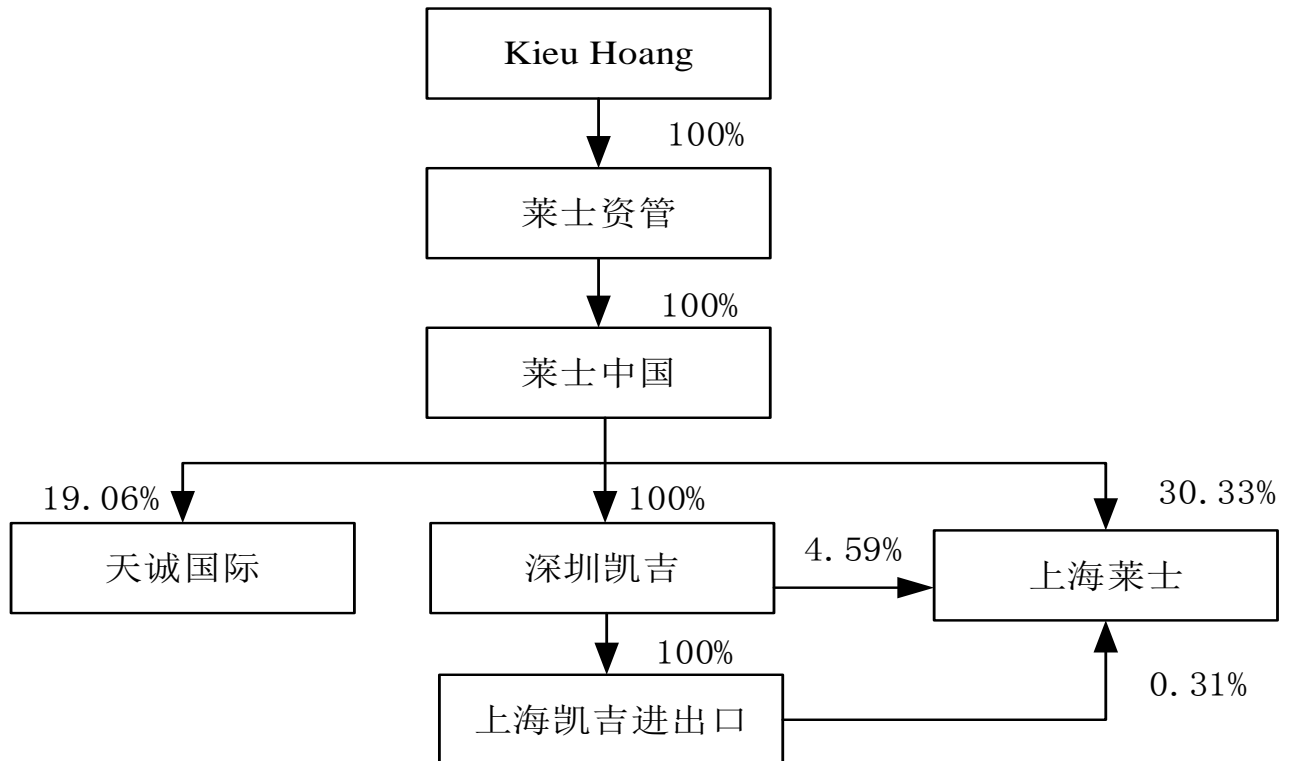 Kieu Hoang
100%
莱士资管
100%
莱士中国
19.06%
100%
30.33%
天诚国际
深圳凯吉
4.59%
上海莱士
100%
0.31%
上海凯吉进出口